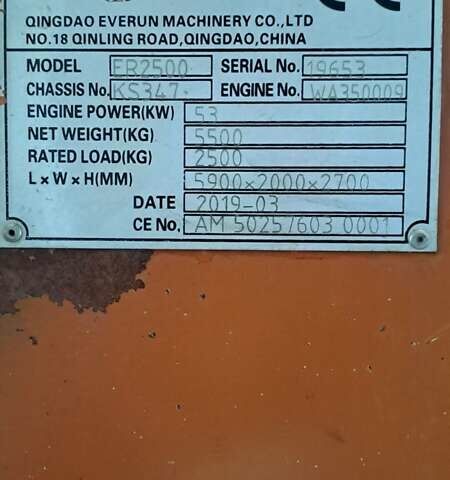 QINGDAO EVERUN MACHINERY CO.,LTD
NO.18 QINLING ROAD,QINGDAO,CHINA
MODEL ER2500 SERIAL No. 19653
CHASSIS No. KS347. ENGINE No. WA350009
ENGINE POWER(KW) 53
NET WEIGHT(KG) 5500
RATED LOAD(KG) 2500
L×W×H(MM) 5900×2000×2700
DATE 2019-03
CE No. AM 50257603 0001